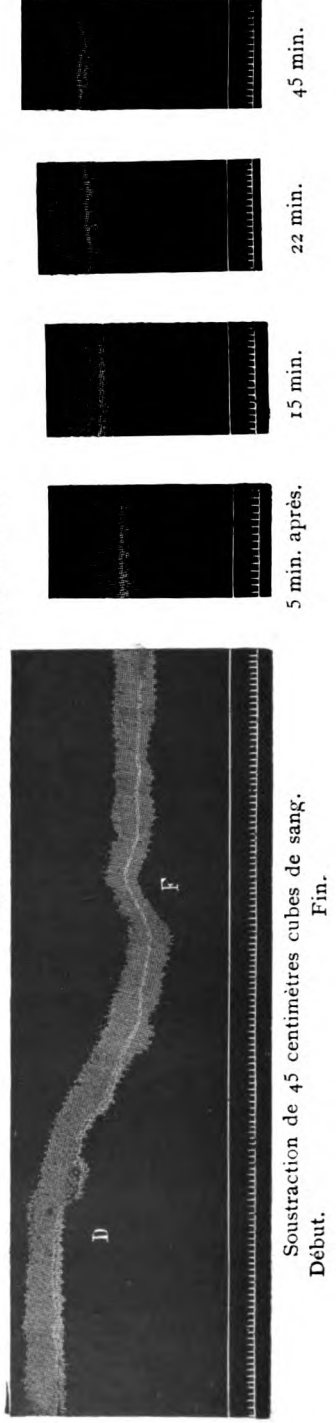 D
F
Soustraction de 45 centimètres cubes de sang.
Début.
Fin.
5 min. après.
15 min.
22 min.
45 min.